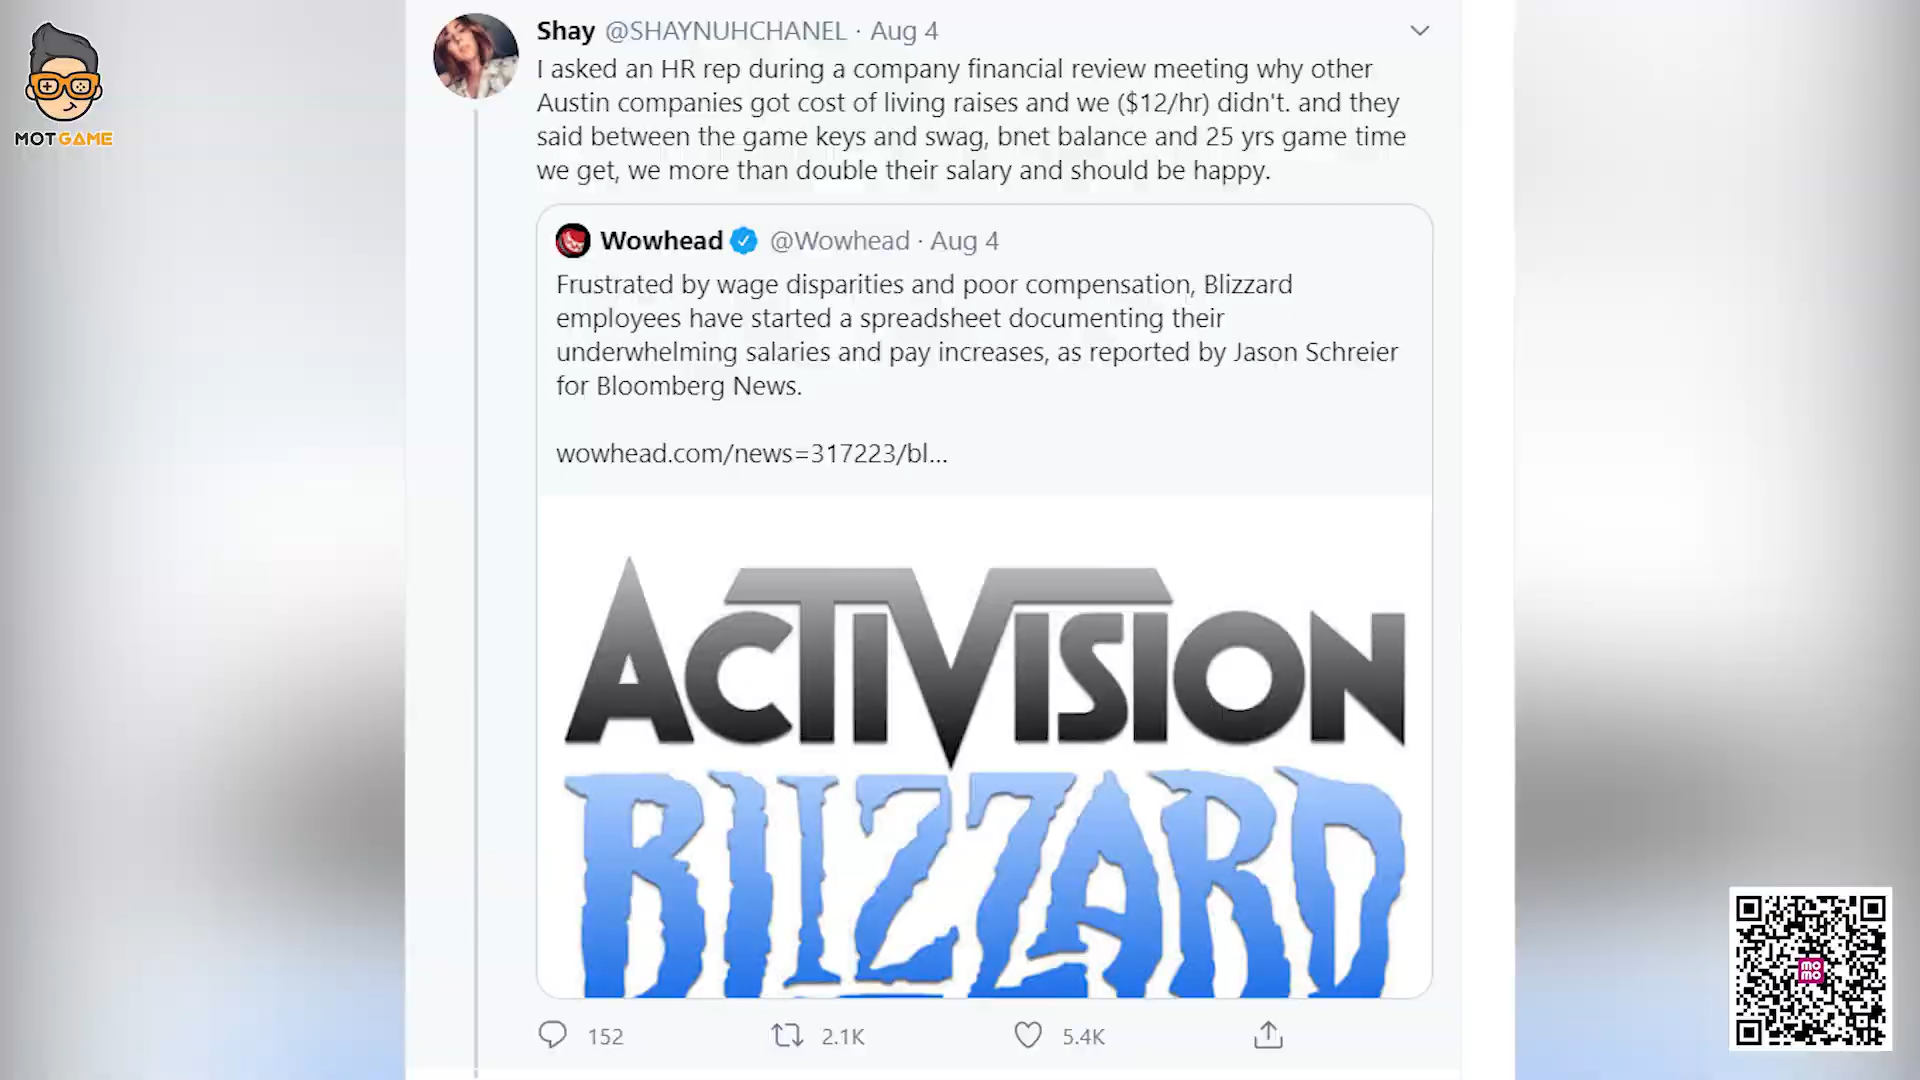 Shay @SHAYNUHCHANEL · Aug 4
I asked an HR rep during a company financial review meeting why other
Austin companies got cost of living raises and we ($12/hr) didn't. and they
said between the game keys and swag, bnet balance and 25 yrs game time
we get, we more than double their salary and should be happy.
Wowhead @Wowhead · Aug 4
Frustrated by wage disparities and poor compensation, Blizzard
employees have started a spreadsheet documenting their
underwhelming salaries and pay increases, as reported by Jason Schreier
for Bloomberg News.
wowhead.com/news=317223/bl...
ACTIVISION
BLIZZARD
152 2.1K 5.4K
MOTGAME
mo
mo